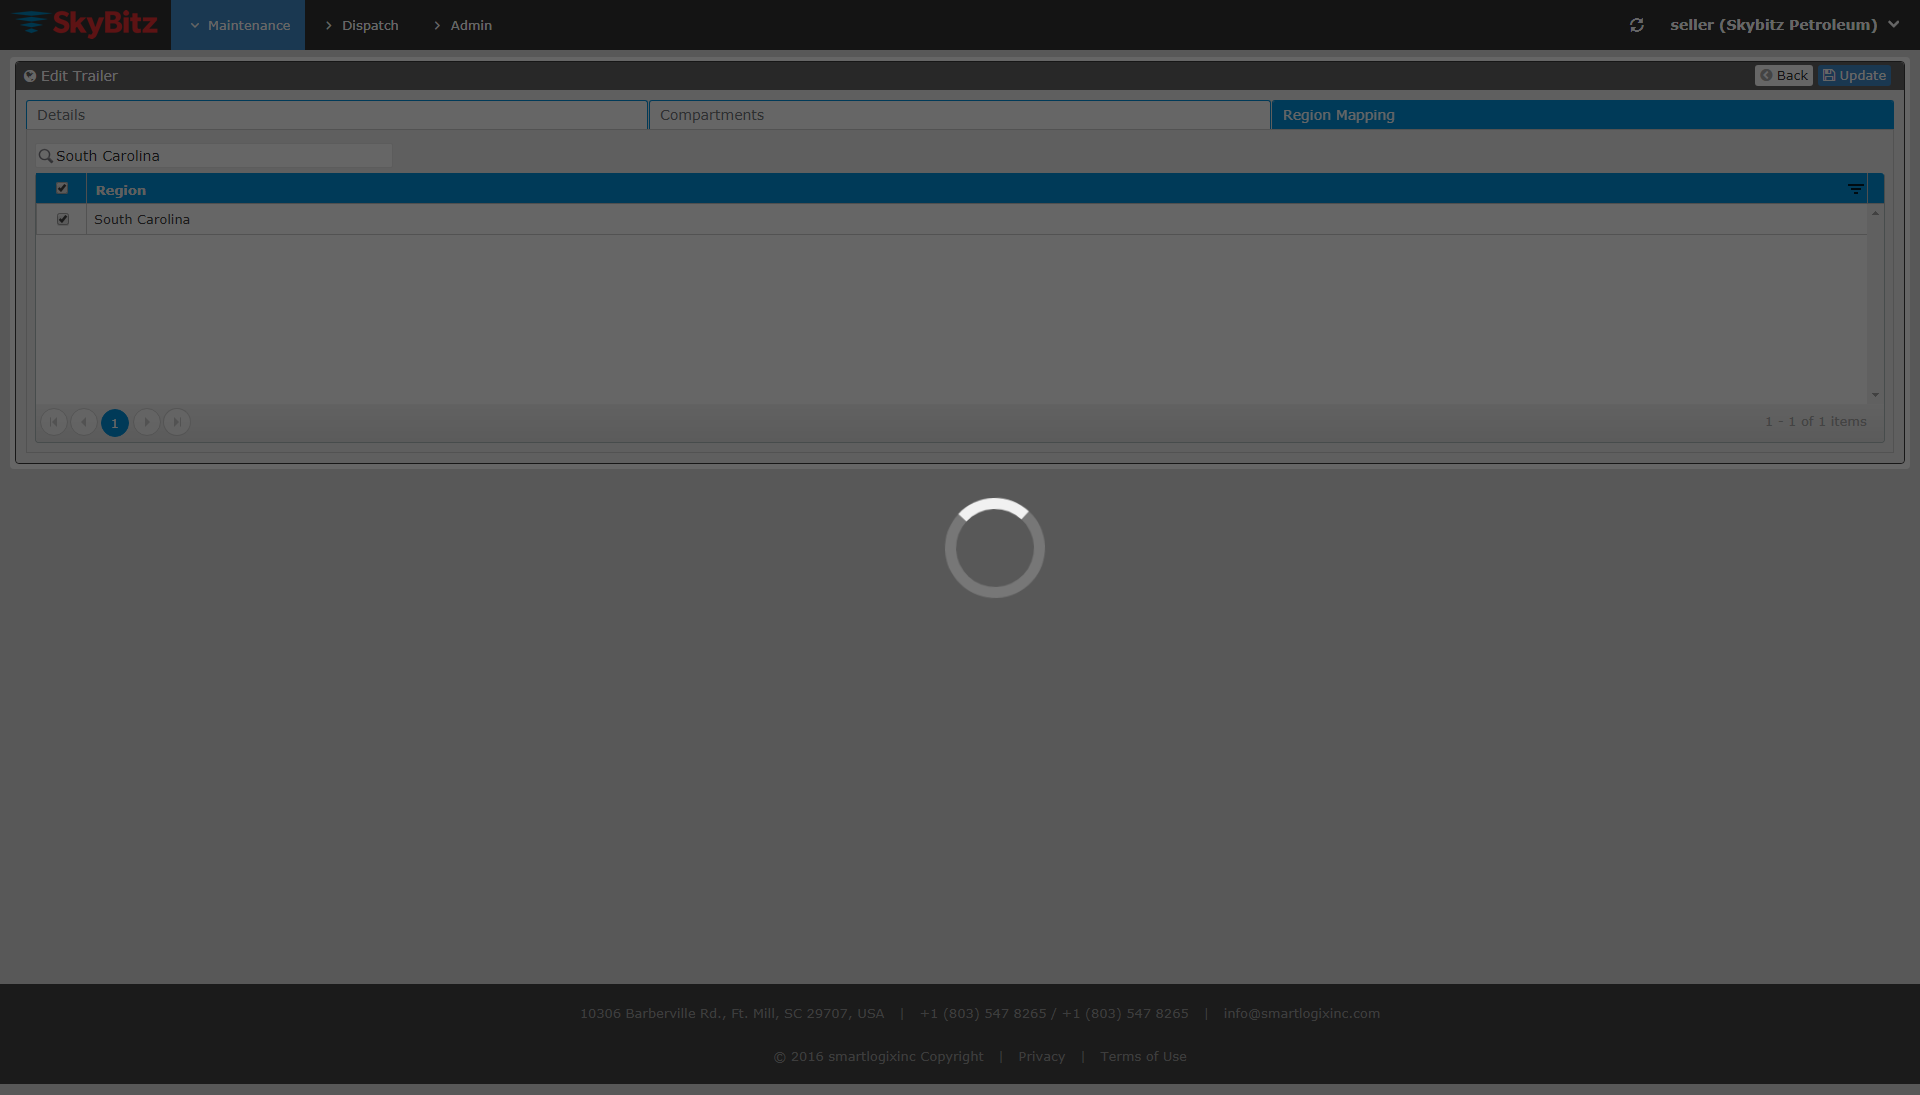 SkyBitz
Maintenance
Dispatch
Admin
seller (Skybitz Petroleum)
Edit Trailer
Back
Update
Details
Compartments
Region Mapping
South Carolina
Region
South Carolina
1
1 - 1 of 1 items
10306 Barberville Rd., Ft. Mill, SC 29707, USA | +1 (803) 547 8265 / +1 (803) 547 8265 | info@smartlogixinc.com
© 2016 smartlogixinc Copyright | Privacy | Terms of Use